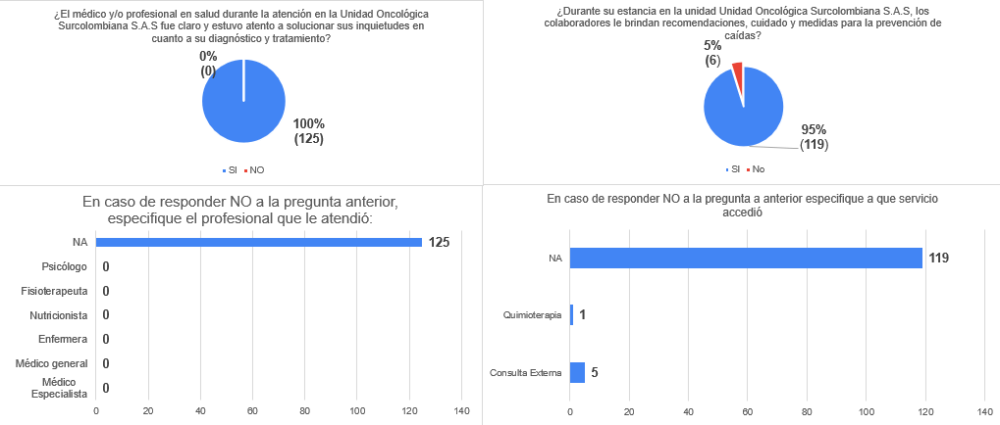 ¿El médico y/o profesional en salud durante la atención en la Unidad Oncológica
Surcolombiana S.A.S fue claro y estuvo atento a solucionar sus inquietudes en
cuanto a su diagnóstico y tratamiento?
0%
(0)
100%
(125)
SI NO
¿Durante su estancia en la unidad Unidad Oncológica Surcolombiana S.A.S, los
colaboradores le brindan recomendaciones, cuidado y medidas para la prevención de
caídas?
5%
(6)
95%
(119)
SI No
En caso de responder NO a la pregunta anterior,
especifique el profesional que le atendió:
NA 125
Psicólogo 0
Fisioterapeuta 0
Nutricionista 0
Enfermera 0
Médico general 0
Médico
Especialista 0
0 20 40 60 80 100 120 140
En caso de responder NO a la pregunta a anterior especifique a que servicio
accedió
NA 119
Quimioterapia 1
Consulta Externa 5
0 20 40 60 80 100 120 140